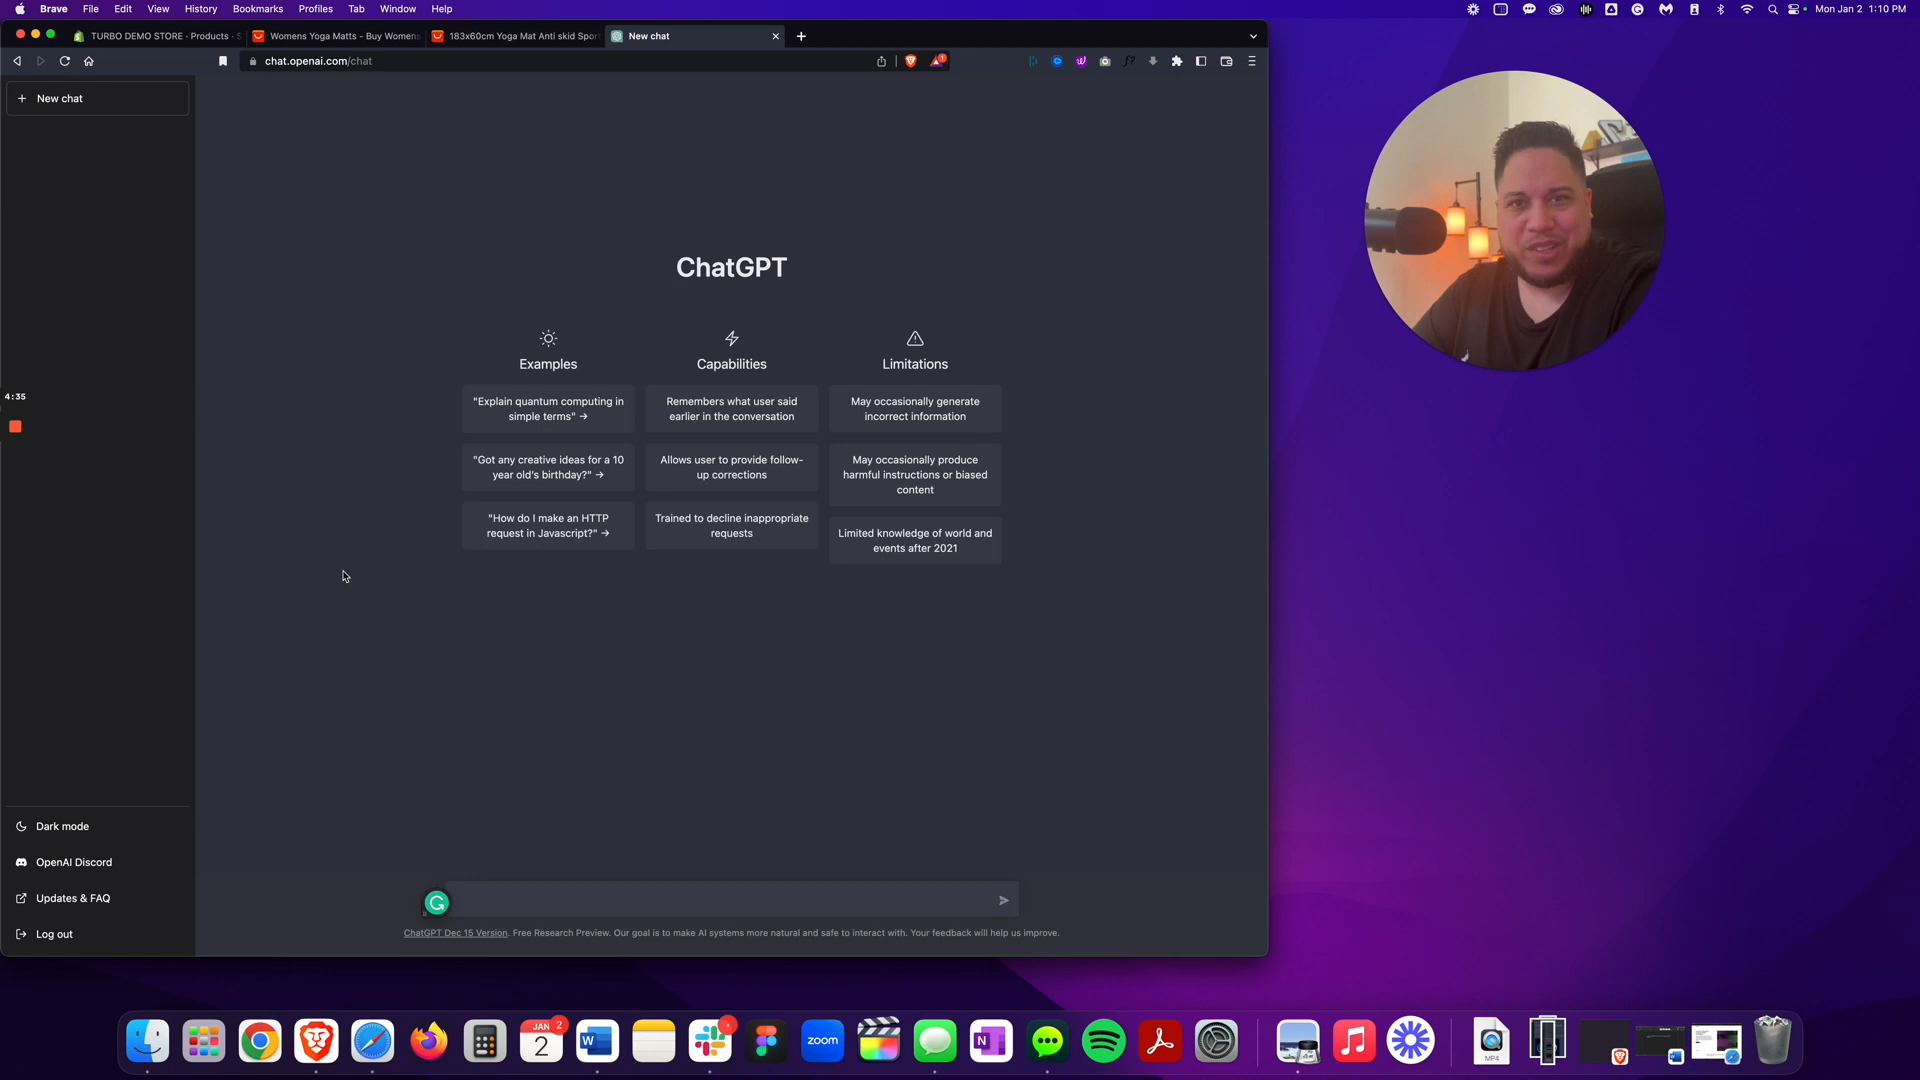 Brave File Edit View History Bookmarks Profiles Tab Window Help
Mon Jan 2 1:10 PM
TURBO DEMO STORE - Products - S
Womens Yoga Matts - Buy Womens
183x60cm Yoga Mat Anti skid Spor
New chat
chat.openai.com/chat
1
New chat
ChatGPT
Examples
Capabilities
Limitations
"Explain quantum computing in
simple terms" →
Remembers what user said
earlier in the conversation
May occasionally generate
incorrect information
"Got any creative ideas for a 10
year old's birthday?" →
Allows user to provide follow-
up corrections
May occasionally produce
harmful instructions or biased
content
"How do I make an HTTP
request in Javascript?" →
Trained to decline inappropriate
requests
Limited knowledge of world and
events after 2021
4:35
Dark mode
OpenAI Discord
Updates & FAQ
Log out
ChatGPT Dec 15 Version. Free Research Preview. Our goal is to make AI systems more natural and safe to interact with. Your feedback will help us improve.
JAN
2
2
W
zoom
N
MP4